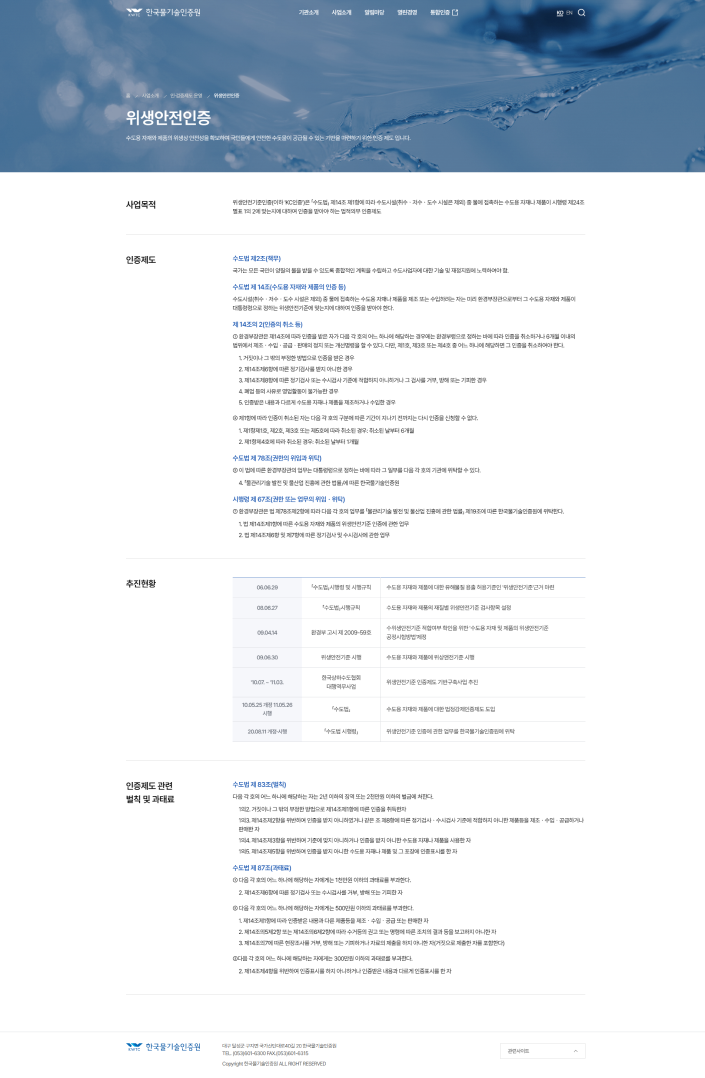 한국물기술인증원
기관소개 사업소개 알림마당 열린경영 통합인증
KO EN
홈 사업소개 인·검증제도 운영 위생안전인증
위생안전인증
수도용 자재와 제품의 위생상 안전성을 확보하여 국민들에게 안전한 수돗물이 공급될 수 있는 기반을 마련하기 위한 인증 제도 입니다.
사업목적
위생안전기준인증(이하 'KC인증')은 「수도법」 제14조 제1항에 따라 수도시설(취수 · 저수 · 도수 시설은 제외) 중 물에 접촉하는 수도용 자재나 제품이 시행령 제24조
별표 1의 2에 맞는지에 대하여 인증을 받아야 하는 법적의무 인증제도
인증제도
수도법 제2조(책무)
국가는 모든 국민이 양질의 물을 받을 수 있도록 종합적인 계획을 수립하고 수도사업자에 대한 기술 및 재정지원에 노력하여야 함.
수도법 제 14조(수도용 자재와 제품의 인증 등)
수도시설(취수 · 저수 · 도수 시설은 제외) 중 물에 접촉하는 수도용 자재나 제품을 제조 또는 수입하려는 자는 미리 환경부장관으로부터 그 수도용 자재와 제품이
대통령령으로 정하는 위생안전기준에 맞는지에 대하여 인증을 받아야 한다.
제 14조의 2(인증의 취소 등)
① 환경부장관은 제14조에 따라 인증을 받은 자가 다음 각 호의 어느 하나에 해당하는 경우에는 환경부령으로 정하는 바에 따라 인증을 취소하거나 6개월 이내의
범위에서 제조 · 수입 · 공급 · 판매의 정지 또는 개선명령을 할 수 있다. 다만, 제1호, 제3호 또는 제4호 중 어느 하나에 해당하면 그 인증을 취소하여야 한다.
1. 거짓이나 그 밖의 부정한 방법으로 인증을 받은 경우
2. 제14조제6항에 따른 정기검사를 받지 아니한 경우
3. 제14조제8항에 따른 정기검사 또는 수시검사 기준에 적합하지 아니하거나 그 검사를 거부, 방해 또는 기피한 경우
4. 폐업 등의 사유로 영업활동이 불가능한 경우
5. 인증받은 내용과 다르게 수도용 자재나 제품을 제조하거나 수입한 경우
② 제1항에 따라 인증이 취소된 자는 다음 각 호의 구분에 따른 기간이 지나기 전까지는 다시 인증을 신청할 수 없다.
1. 제1항제1호, 제2호, 제3호 또는 제5호에 따라 취소된 경우: 취소된 날부터 6개월
2. 제1항제4호에 따라 취소된 경우: 취소된 날부터 1개월
수도법 제 78조(권한의 위임과 위탁)
② 이 법에 따른 환경부장관의 업무는 대통령령으로 정하는 바에 따라 그 일부를 다음 각 호의 기관에 위탁할 수 있다.
4. 「물관리기술 발전 및 물산업 진흥에 관한 법률」에 따른 한국물기술인증원
시행령 제 67조(권한 또는 업무의 위임 · 위탁)
① 환경부장관은 법 제78조제2항에 따라 다음 각 호의 업무를 「물관리기술 발전 및 물산업 진흥에 관한 법률」 제19조에 따른 한국물기술인증원에 위탁한다.
1. 법 제14조제1항에 따른 수도용 자재와 제품의 위생안전기준 인증에 관한 업무
2. 법 제14조제6항 및 제7항에 따른 정기검사 및 수시검사에 관한 업무
추진현황
06.06.29 「수도법」시행령 및 시행규칙 수도용 자재와 제품에 대한 유해물질 용출 허용기준인 '위생안전기준'근거 마련
08.08.27 「수도법」시행규칙 수도용 자재와 제품의 재질별 위생안전기준 검사항목 설정
09.04.14 환경부 고시 제 2009-59호 수위생안전기준 적합여부 확인을 위한 '수도용 자재 및 제품의 위생안전기준
공정시험방법'제정
09.06.30 위생안전기준 시행 수도용 자재와 제품에 위상안전기준 시행
'10.07. ~ '11.03. 한국상하수도협회
대행역무사업 위생안전기준 인증제도 기반구축사업 추진
10.05.25 개정 11.05.26
시행 「수도법」 수도용 자재와 제품에 대한 법정강제인증제도 도입
20.08.11 개정·시행 「수도법 시행령」 위생안전기준 인증에 관한 업무를 한국물기술인증원에 위탁
인증제도 관련
벌칙 및 과태료
수도법 제 83조(벌칙)
다음 각 호의 어느 하나에 해당하는 자는 2년 이하의 징역 또는 2천만원 이하의 벌금에 처한다.
1의2. 거짓이나 그 밖의 부정한 방법으로 제14조제1항에 따른 인증을 취득한자
1의3. 제14조제2항을 위반하여 인증을 받지 아니하였거나 같은 조 제8항에 따른 정기검사 · 수시검사 기준에 적합하지 아니한 제품등을 제조 · 수입 · 공급하거나
판매한 자
1의4. 제14조제3항을 위반하여 기준에 맞지 아니하거나 인증을 받지 아니한 수도용 자재나 제품을 사용한 자
1의5. 제14조제5항을 위반하여 인증을 받지 아니한 수도용 자재나 제품 및 그 포장에 인증표시를 한 자
수도법 제 87조(과태료)
① 다음 각 호의 어느 하나에 해당하는 자에게는 1천만원 이하의 과태료를 부과한다.
2. 제14조제6항에 따른 정기검사 또는 수시검사를 거부, 방해 또는 기피한 자
② 다음 각 호의 어느 하나에 해당하는 자에게는 500만원 이하의 과태료를 부과한다.
1. 제14조제1항에 따라 인증받은 내용과 다른 제품등을 제조 · 수입 · 공급 또는 판매한 자
2. 제14조의5제2항 또는 제14조의6제2항에 따라 수거등의 권고 또는 명령에 따른 조치의 결과 등을 보고하지 아니한 자
3. 제14조의7에 따른 현장조사를 거부, 방해 또는 기피하거나 자료의 제출을 하지 아니한 자(거짓으로 제출한 자를 포함한다)
③다음 각 호의 어느 하나에 해당하는 자에게는 300만원 이하의 과태료를 부과한다.
2. 제14조제4항을 위반하여 인증표시를 하지 아니하거나 인증받은 내용과 다르게 인증표시를 한 자
한국물기술인증원
대구 달성군 구지면 국가산단대로40길 20 한국물기술인증원
TEL. (053)601-6300 FAX.(053)601-6315
Copyright 한국물기술인증원 ALL RIGHT RESERVED
관련사이트